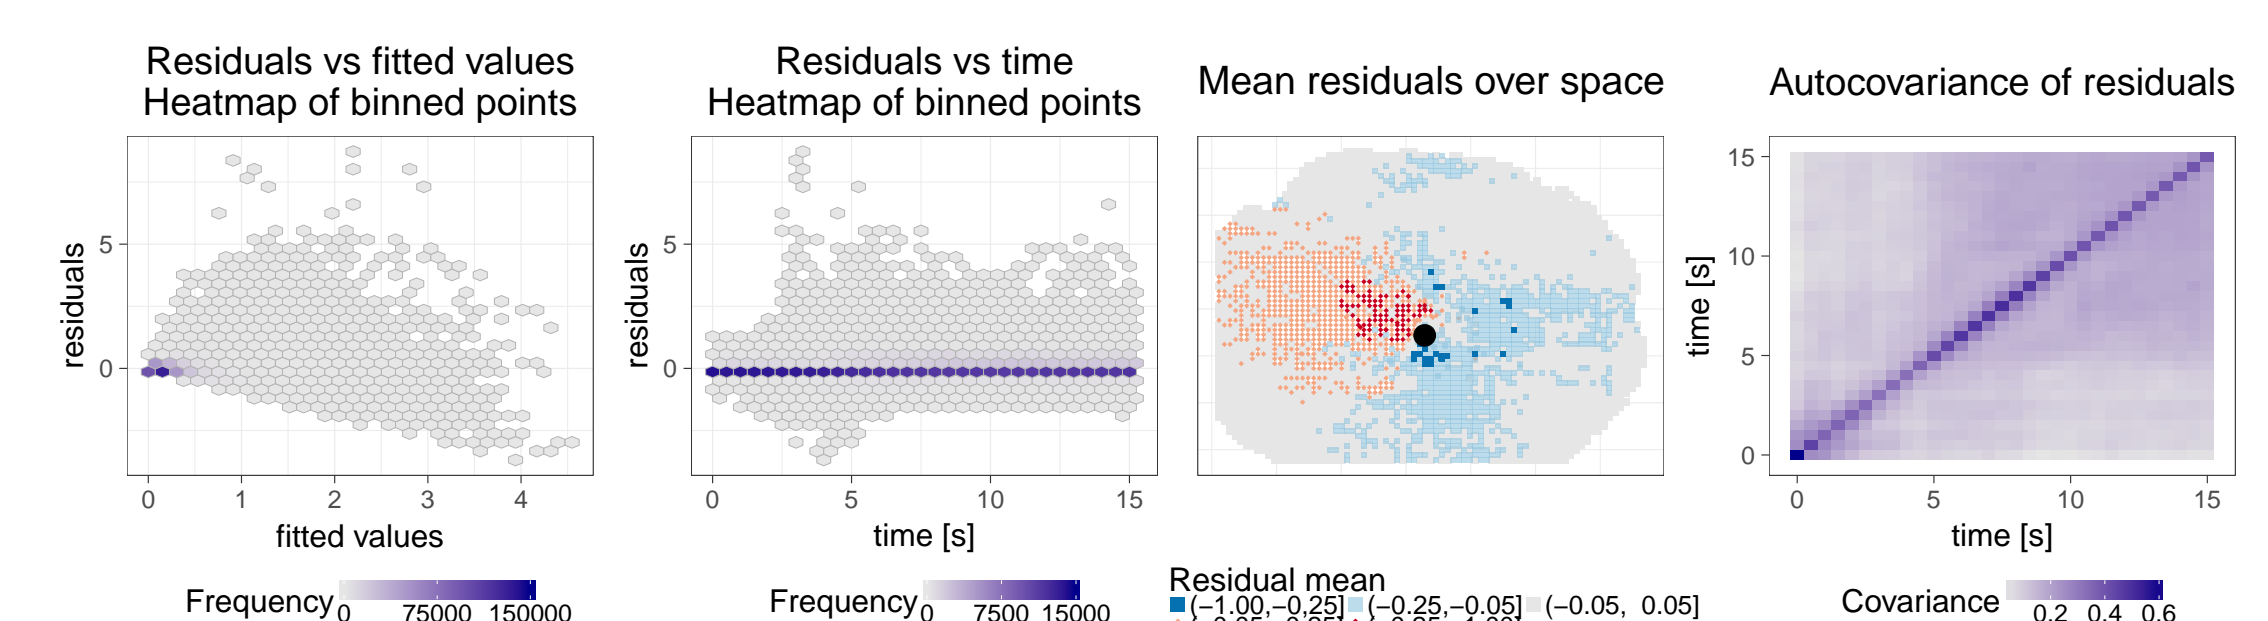 Residuals vs fitted values
Heatmap of binned points
Residuals vs time
Heatmap of binned points
Mean residuals over space
Autocovariance of residuals
residuals
5
0
0 1 2 3 4
fitted values
Frequency
0 75000 150000
residuals
5
0
0 5 10 15
time [s]
Frequency
0 7500 15000
Residual mean
(−1.00,−0.25] (−0.25,−0.05] (−0.05, 0.05]
time [s]
15
10
5
0
0 5 10 15
time [s]
Covariance
0.2 0.4 0.6